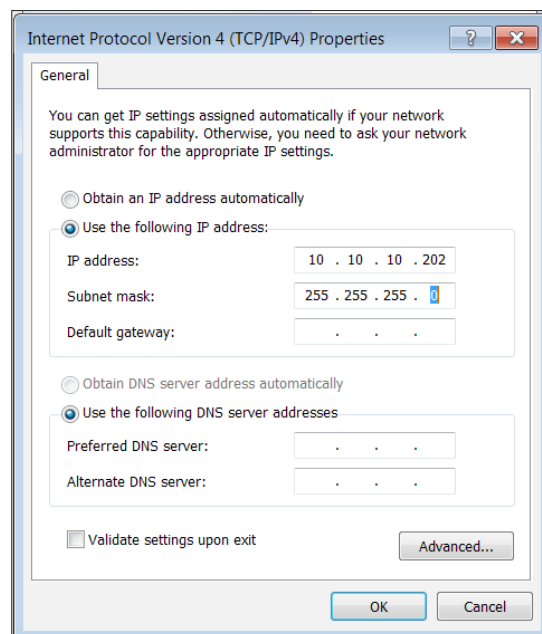 Internet Protocol Version 4 (TCP/IPv4) Properties
General
You can get IP settings assigned automatically if your network
supports this capability. Otherwise, you need to ask your network
administrator for the appropriate IP settings.
Obtain an IP address automatically
Use the following IP address:
IP address: 10 . 10 . 10 . 202
Subnet mask: 255 . 255 . 255 . 0
Default gateway: . . .
Obtain DNS server address automatically
Use the following DNS server addresses
Preferred DNS server: . . .
Alternate DNS server: . . .
Validate settings upon exit
Advanced...
OK Cancel